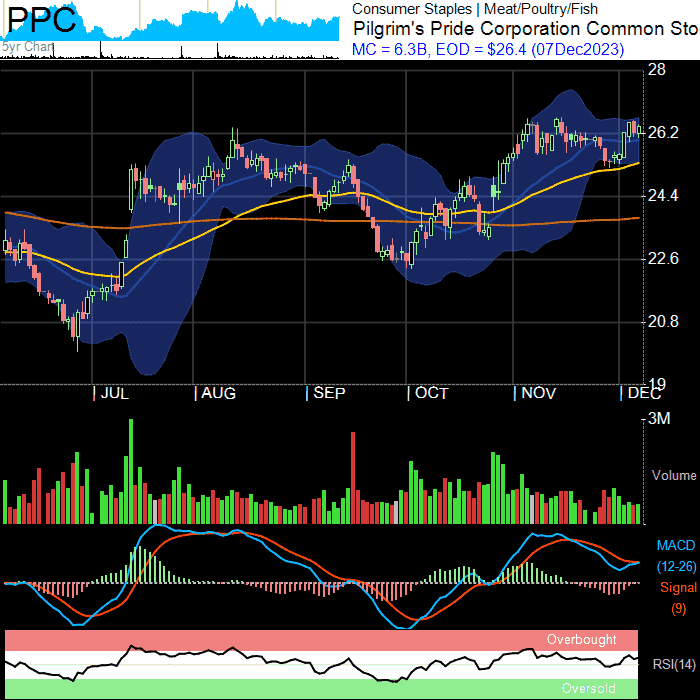 PPC
5yr Chart
Consumer Staples | Meat/Poultry/Fish
Pilgrim's Pride Corporation Common Sto
MC = 6.3B, EOD = $26.4 (07Dec2023)
28
26.2
24.4
22.6
20.8
19
JUL
AUG
SEP
OCT
NOV
DEC
3M
Volume
MACD
(12-26)
Signal
(9)
Overbought
RSI(14)
Oversold